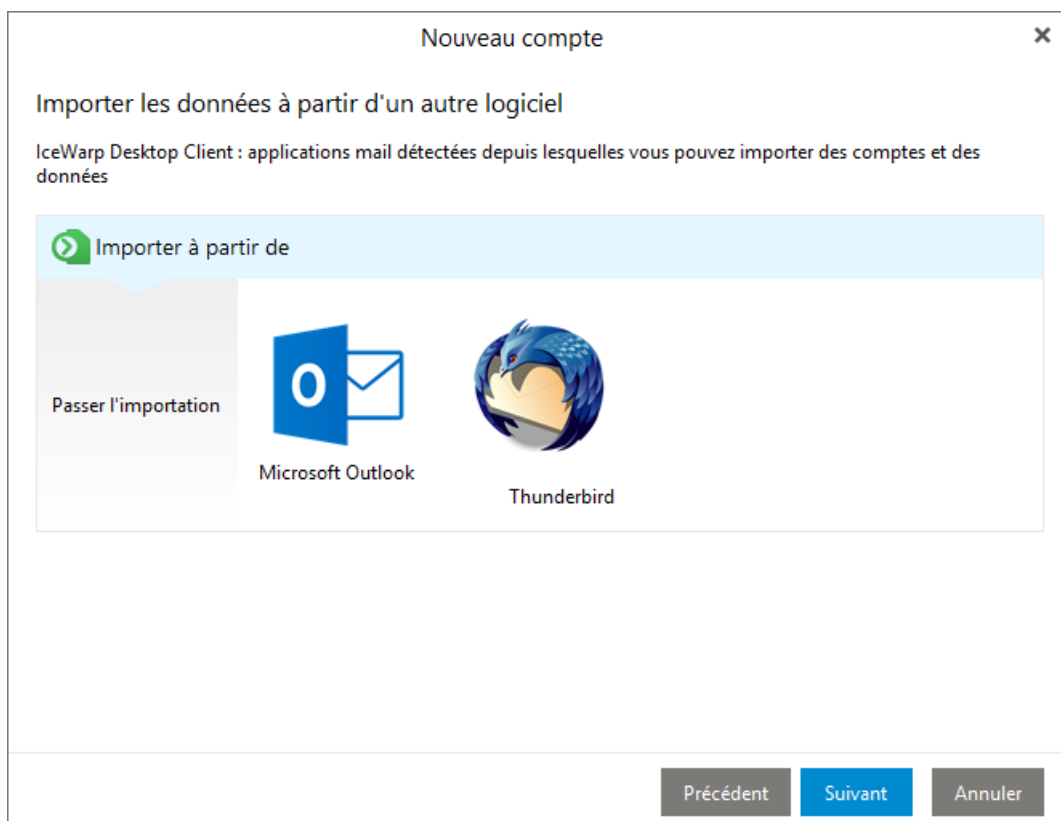 Nouveau compte
Importer les données à partir d'un autre logiciel
IceWarp Desktop Client : applications mail détectées depuis lesquelles vous pouvez importer des comptes et des
données
Importer à partir de
Passer l'importation
Microsoft Outlook
Thunderbird
Précédent
Suivant
Annuler